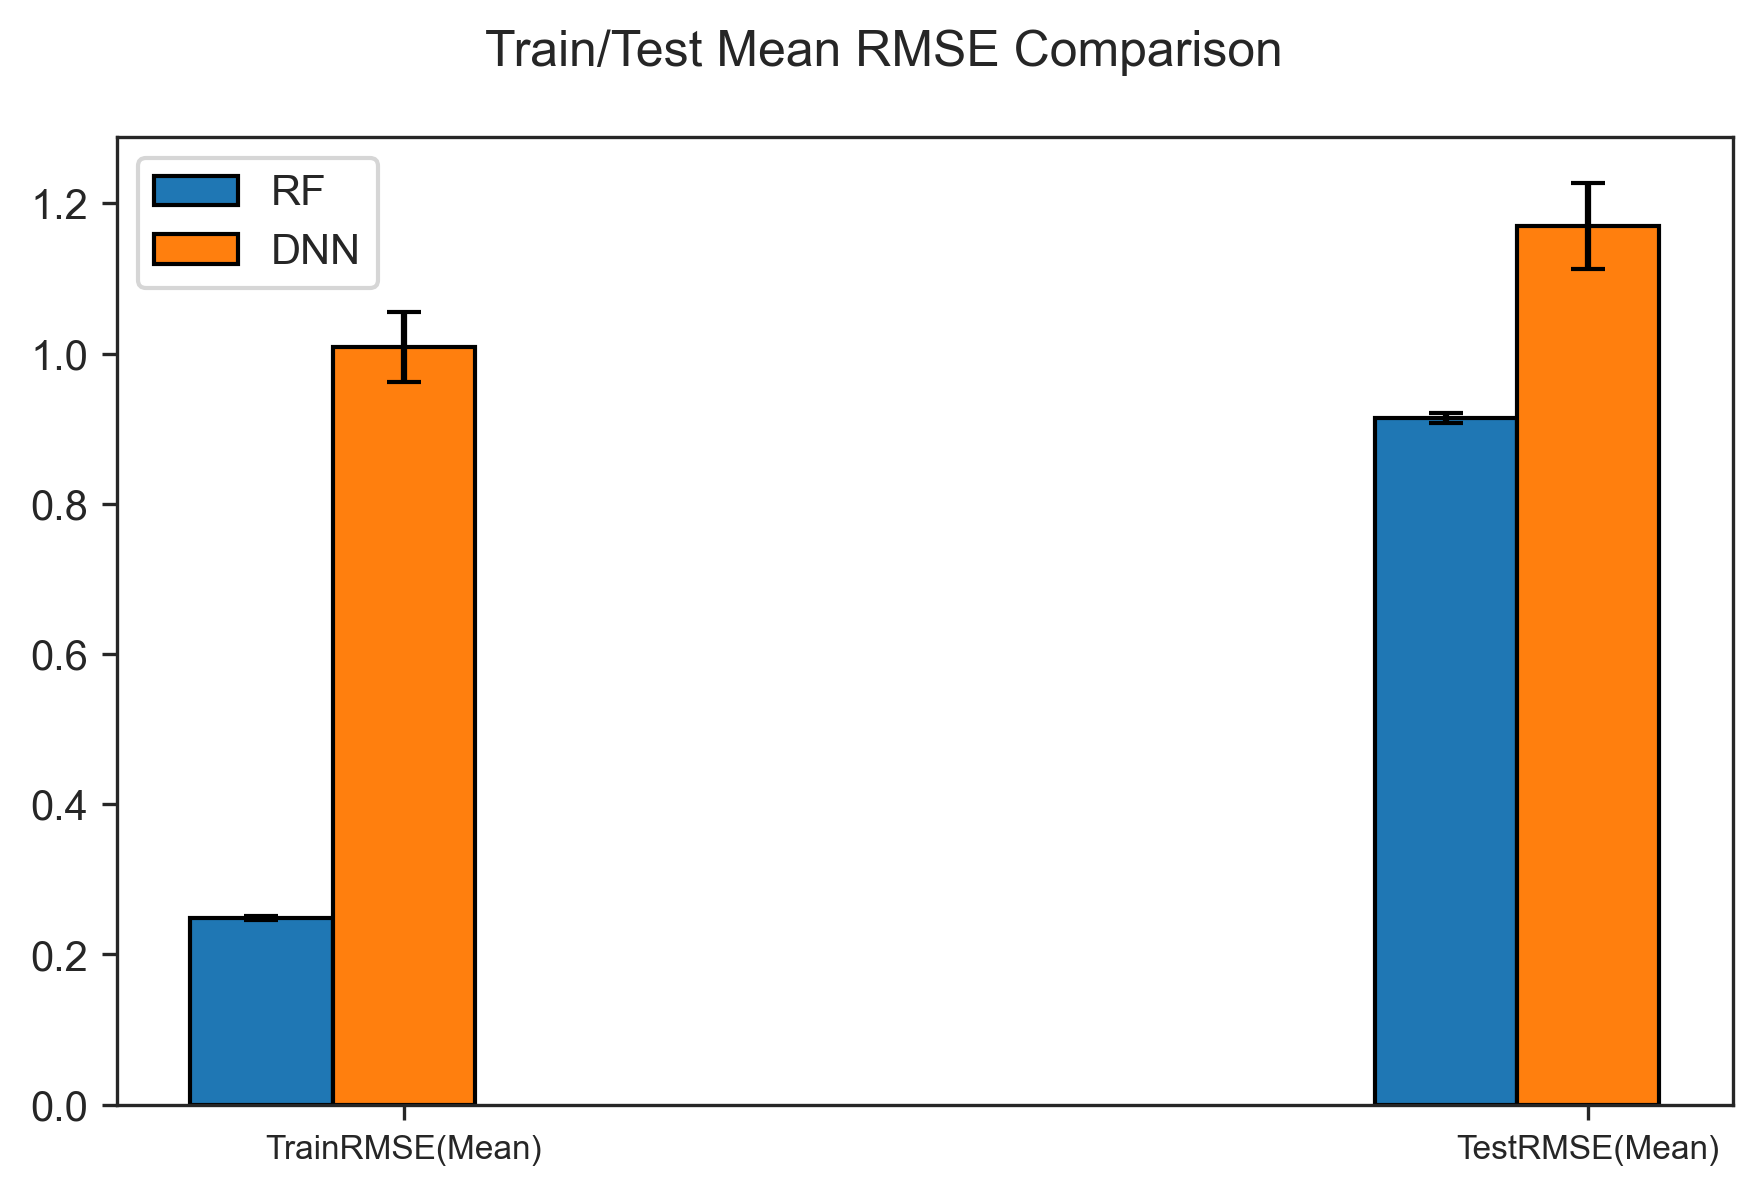 Train/Test Mean RMSE Comparison
RF
DNN
1.2
1.0
0.8
0.6
0.4
0.2
0.0
TrainRMSE(Mean)
TestRMSE(Mean)